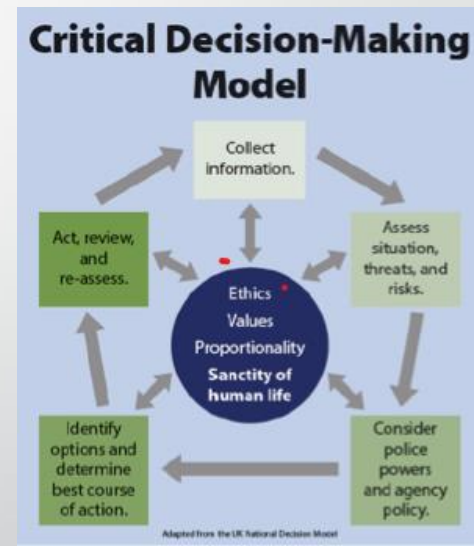 Critical Decision-Making
Model
Collect
information.
Assess
situation,
threats, and
risks.
Consider
police
powers
and agency
policy.
Identify
options and
determine
best course
of action.
Act, review,
and
re-assess.
Ethics
Values
Proportionality
Sanctity of
human life
Adapted from the UK National Decision Model